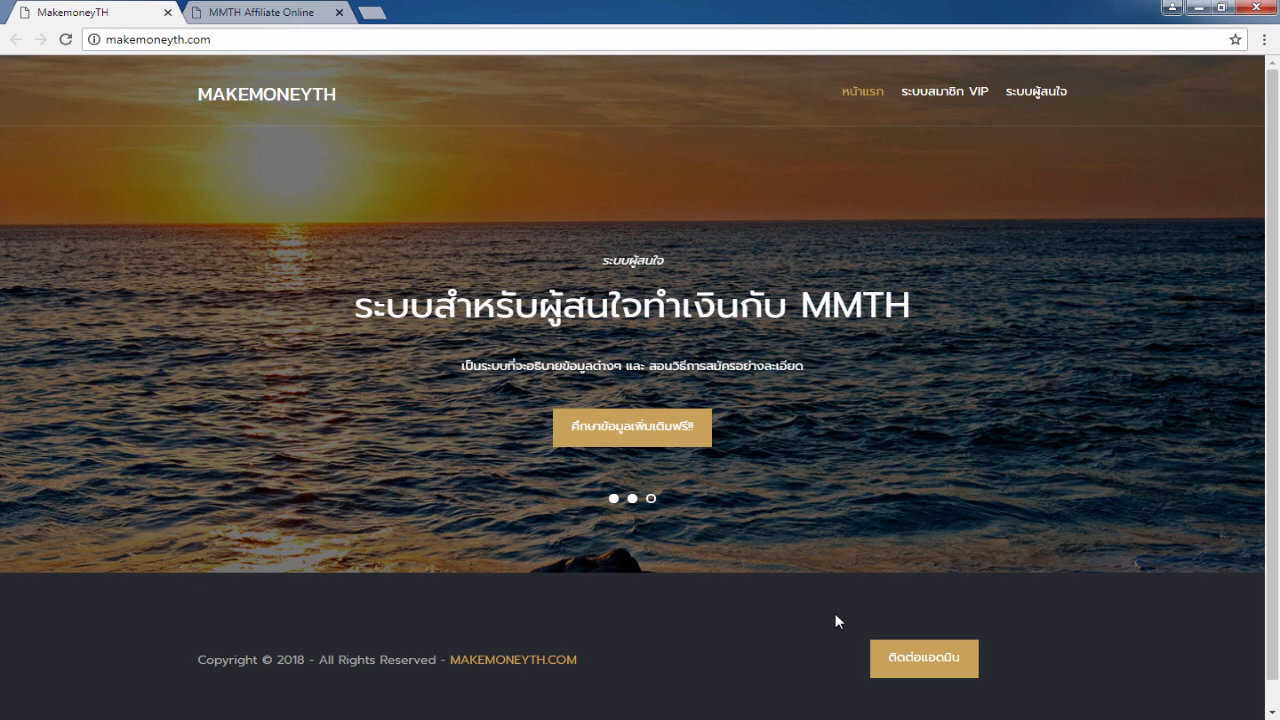 MakemoneyTH
MMTH Affiliate Online
makemoneyth.com
MAKEMONEYTH
หน้าแรก ระบบสมาชิก VIP ระบบผู้สนใจ
ระบบผู้สนใจ
ระบบสำหรับผู้สนใจทำเงินกับ MMTH
เป็นระบบที่จะอธิบายข้อมูลต่างๆ และ สอนวิธีการสมัครอย่างละเอียด
ศึกษาข้อมูลเพิ่มเติมฟรี!!
Copyright © 2018 - All Rights Reserved - MAKEMONEYTH.COM
ติดต่อแอดมิน